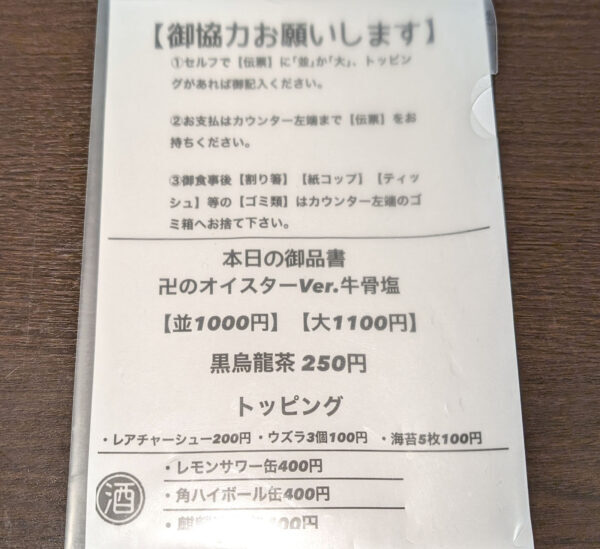 【御協力お願いします】
①セルフで【伝票】に「並」か「大」、トッピン
グがあれば御記入ください。
②お支払はカウンター左端まで【伝票】をお
持ちください。
③御食事後【割り箸】【紙コップ】【ティッ
シュ】等の【ゴミ類】はカウンター左端のゴ
ミ箱へお捨て下さい。
本日の御品書
卍のオイスターVer.牛骨塩
【並1000円】【大1100円】
黒烏龍茶 250円
トッピング
・レアチャーシュー200円・ウズラ3個100円 ・海苔5枚100円
・レモンサワー缶400円
酒
・角ハイボール缶400円